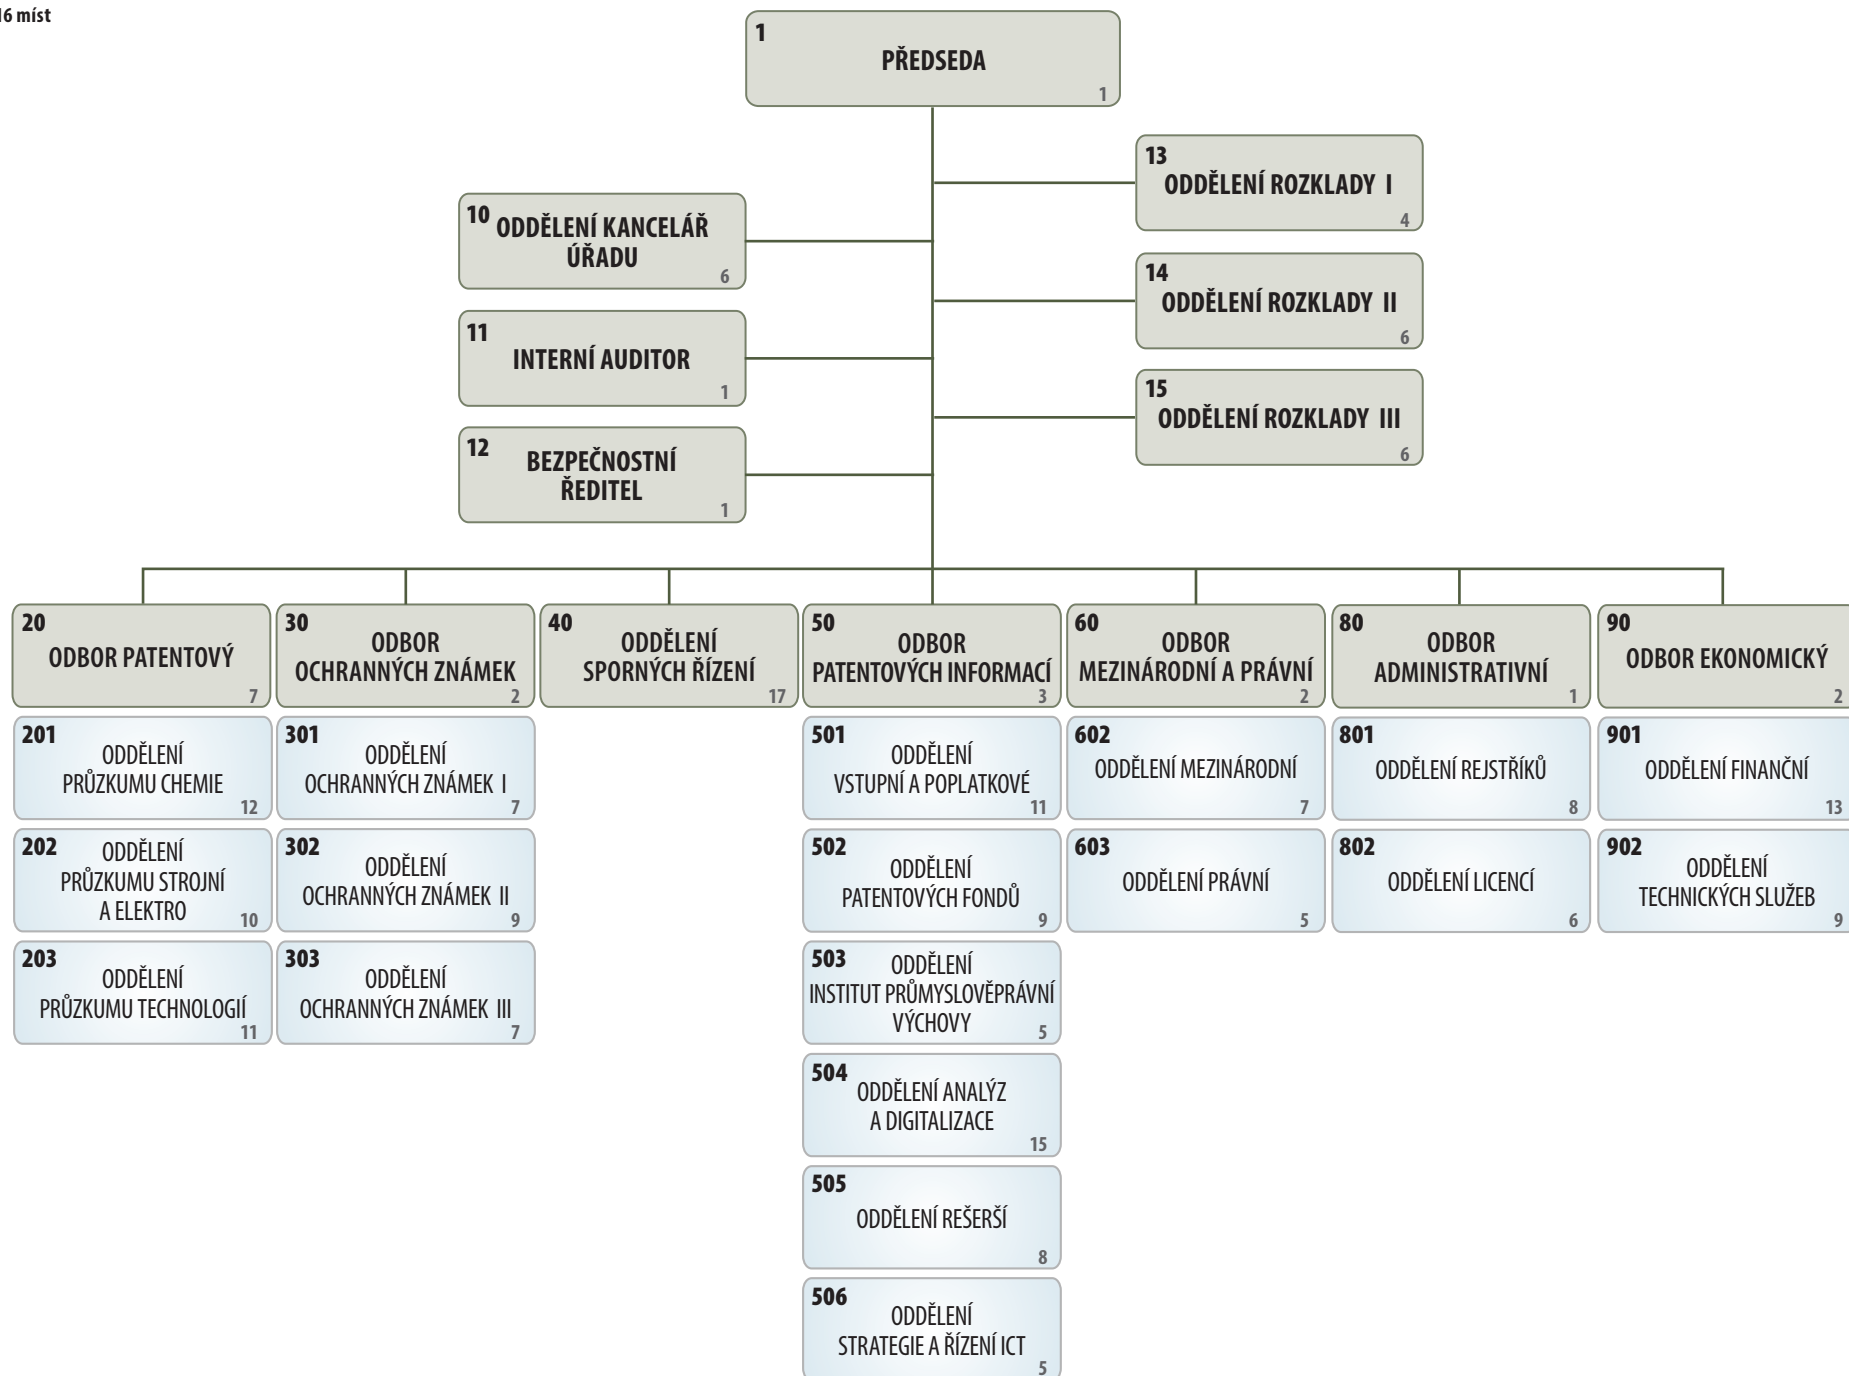 16 míst
1
PŘEDSEDA
1
13
ODDĚLENÍ ROZKLADY I
4
10
ODDĚLENÍ KANCELÁŘ
ÚŘADU
6
14
ODDĚLENÍ ROZKLADY II
6
11
INTERNÍ AUDITOR
1
15
ODDĚLENÍ ROZKLADY III
6
12
BEZPEČNOSTNÍ
ŘEDITEL
1
20
ODBOR PATENTOVÝ
7
30
ODBOR
OCHRANNÝCH ZNÁMEK
2
40
ODDĚLENÍ
SPORNÝCH ŘÍZENÍ
17
50
ODBOR
PATENTOVÝCH INFORMACÍ
3
60
ODBOR
MEZINÁRODNÍ A PRÁVNÍ
2
80
ODBOR
ADMINISTRATIVNÍ
1
90
ODBOR EKONOMICKÝ
2
201
ODDĚLENÍ
PRŮZKUMU CHEMIE
12
301
ODDĚLENÍ
OCHRANNÝCH ZNÁMEK I
7
501
ODDĚLENÍ
VSTUPNÍ A POPLATKOVÉ
11
602
ODDĚLENÍ MEZINÁRODNÍ
7
801
ODDĚLENÍ REJSTŘÍKŮ
8
901
ODDĚLENÍ FINANČNÍ
13
202
ODDĚLENÍ
PRŮZKUMU STROJNÍ
A ELEKTRO
10
302
ODDĚLENÍ
OCHRANNÝCH ZNÁMEK II
9
502
ODDĚLENÍ
PATENTOVÝCH FONDŮ
9
603
ODDĚLENÍ PRÁVNÍ
5
802
ODDĚLENÍ LICENCÍ
6
902
ODDĚLENÍ
TECHNICKÝCH SLUŽEB
9
203
ODDĚLENÍ
PRŮZKUMU TECHNOLOGIÍ
11
303
ODDĚLENÍ
OCHRANNÝCH ZNÁMEK III
7
503
ODDĚLENÍ
INSTITUT PRŮMYSLOVĚPRÁVNÍ
VÝCHOVY
5
504
ODDĚLENÍ ANALÝZ
A DIGITALIZACE
15
505
ODDĚLENÍ REŠERŠÍ
8
506
ODDĚLENÍ
STRATEGIE A ŘÍZENÍ ICT
5